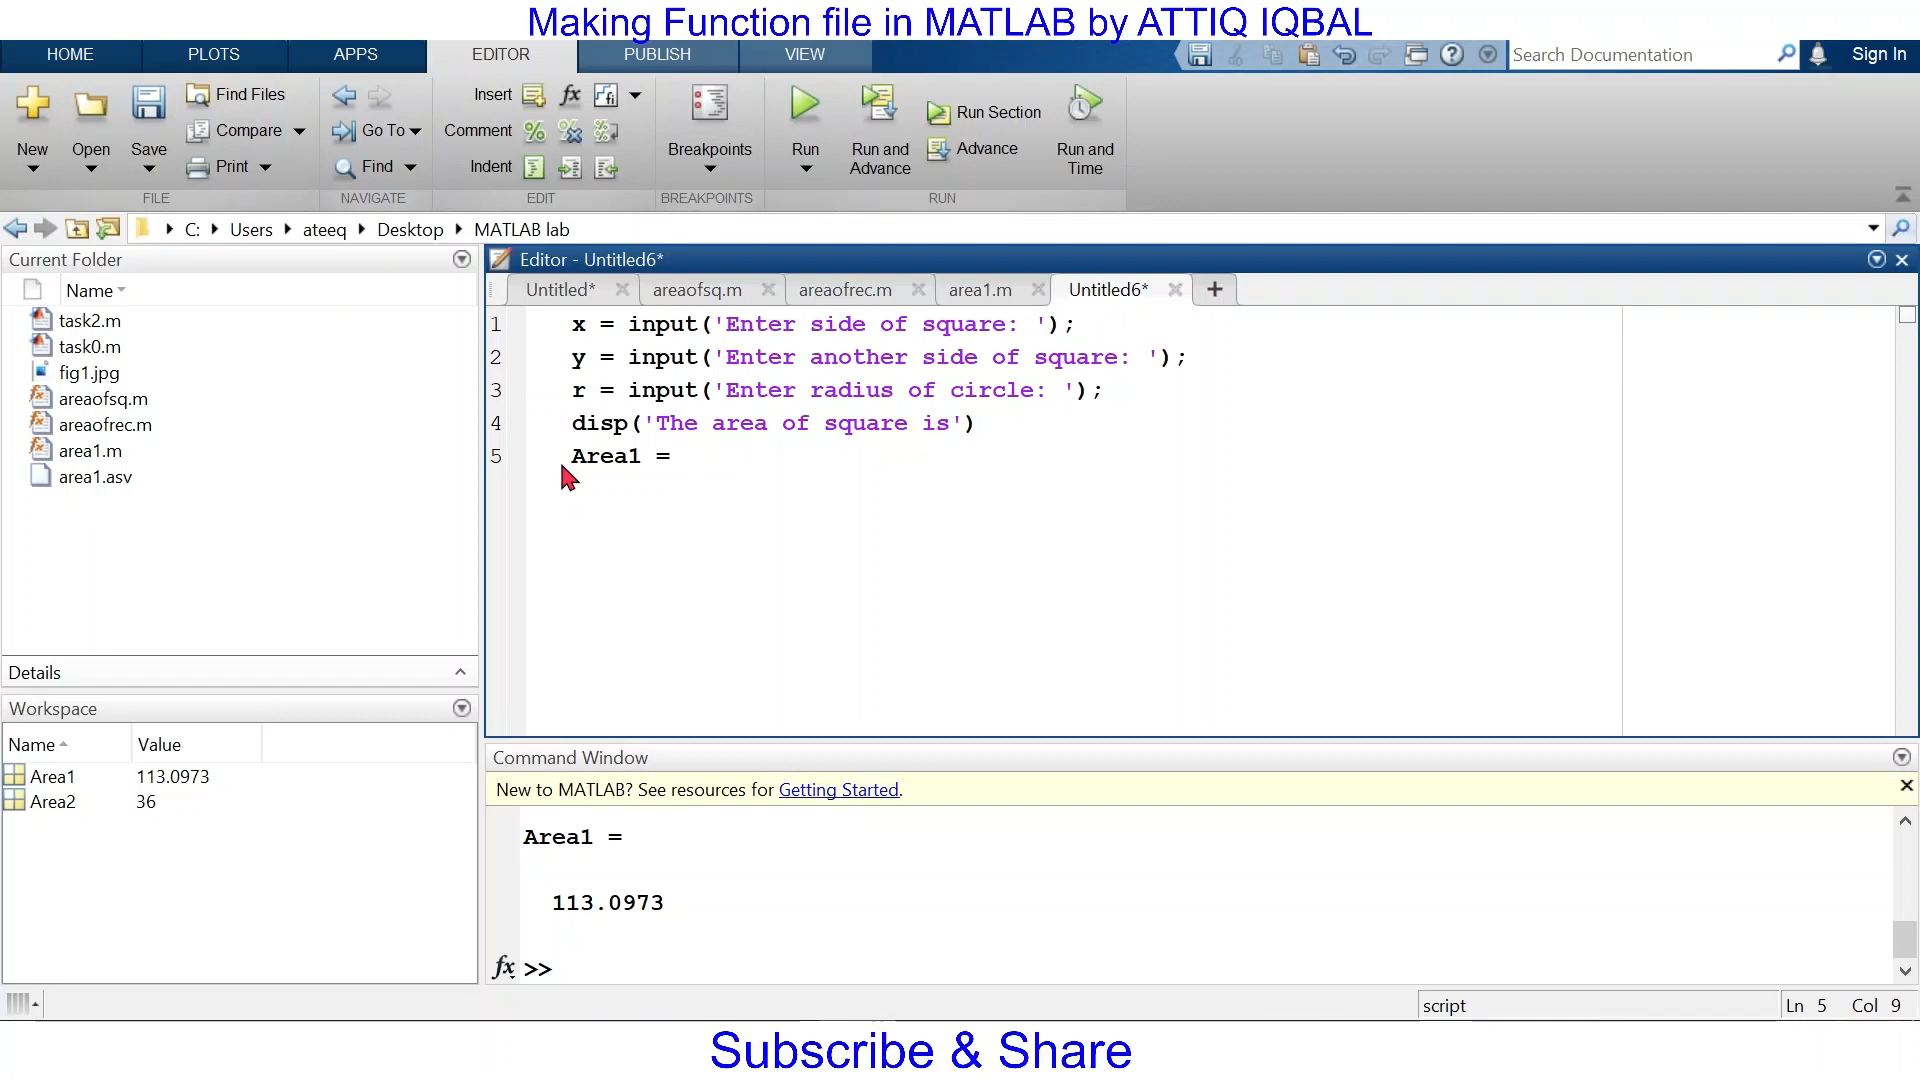 Making Function file in MATLAB by ATTIQ IQBAL
HOME PLOTS APPS EDITOR PUBLISH VIEW Search Documentation Sign In
New Open Save Find Files Compare Print
FILE
Go To Find
NAVIGATE
Insert fx fi
Comment
Indent
EDIT
Breakpoints
BREAKPOINTS
Run Run and Advance Run Section Advance Run and Time
RUN
C: Users ateeq Desktop MATLAB lab
Current Folder
Name
task2.m
task0.m
fig1.jpg
areaofsq.m
areaofrec.m
area1.m
area1.asv
Details
Workspace
Name Value
Area1 113.0973
Area2 36
Editor - Untitled6*
Untitled* areaofsq.m areaofrec.m area1.m Untitled6* +
1 x = input('Enter side of square: ');
2 y = input('Enter another side of square: ');
3 r = input('Enter radius of circle: ');
4 disp('The area of square is')
5 Area1 =
Command Window
New to MATLAB? See resources for Getting Started.
Area1 =
113.0973
fx >>
script Ln 5 Col 9
Subscribe & Share